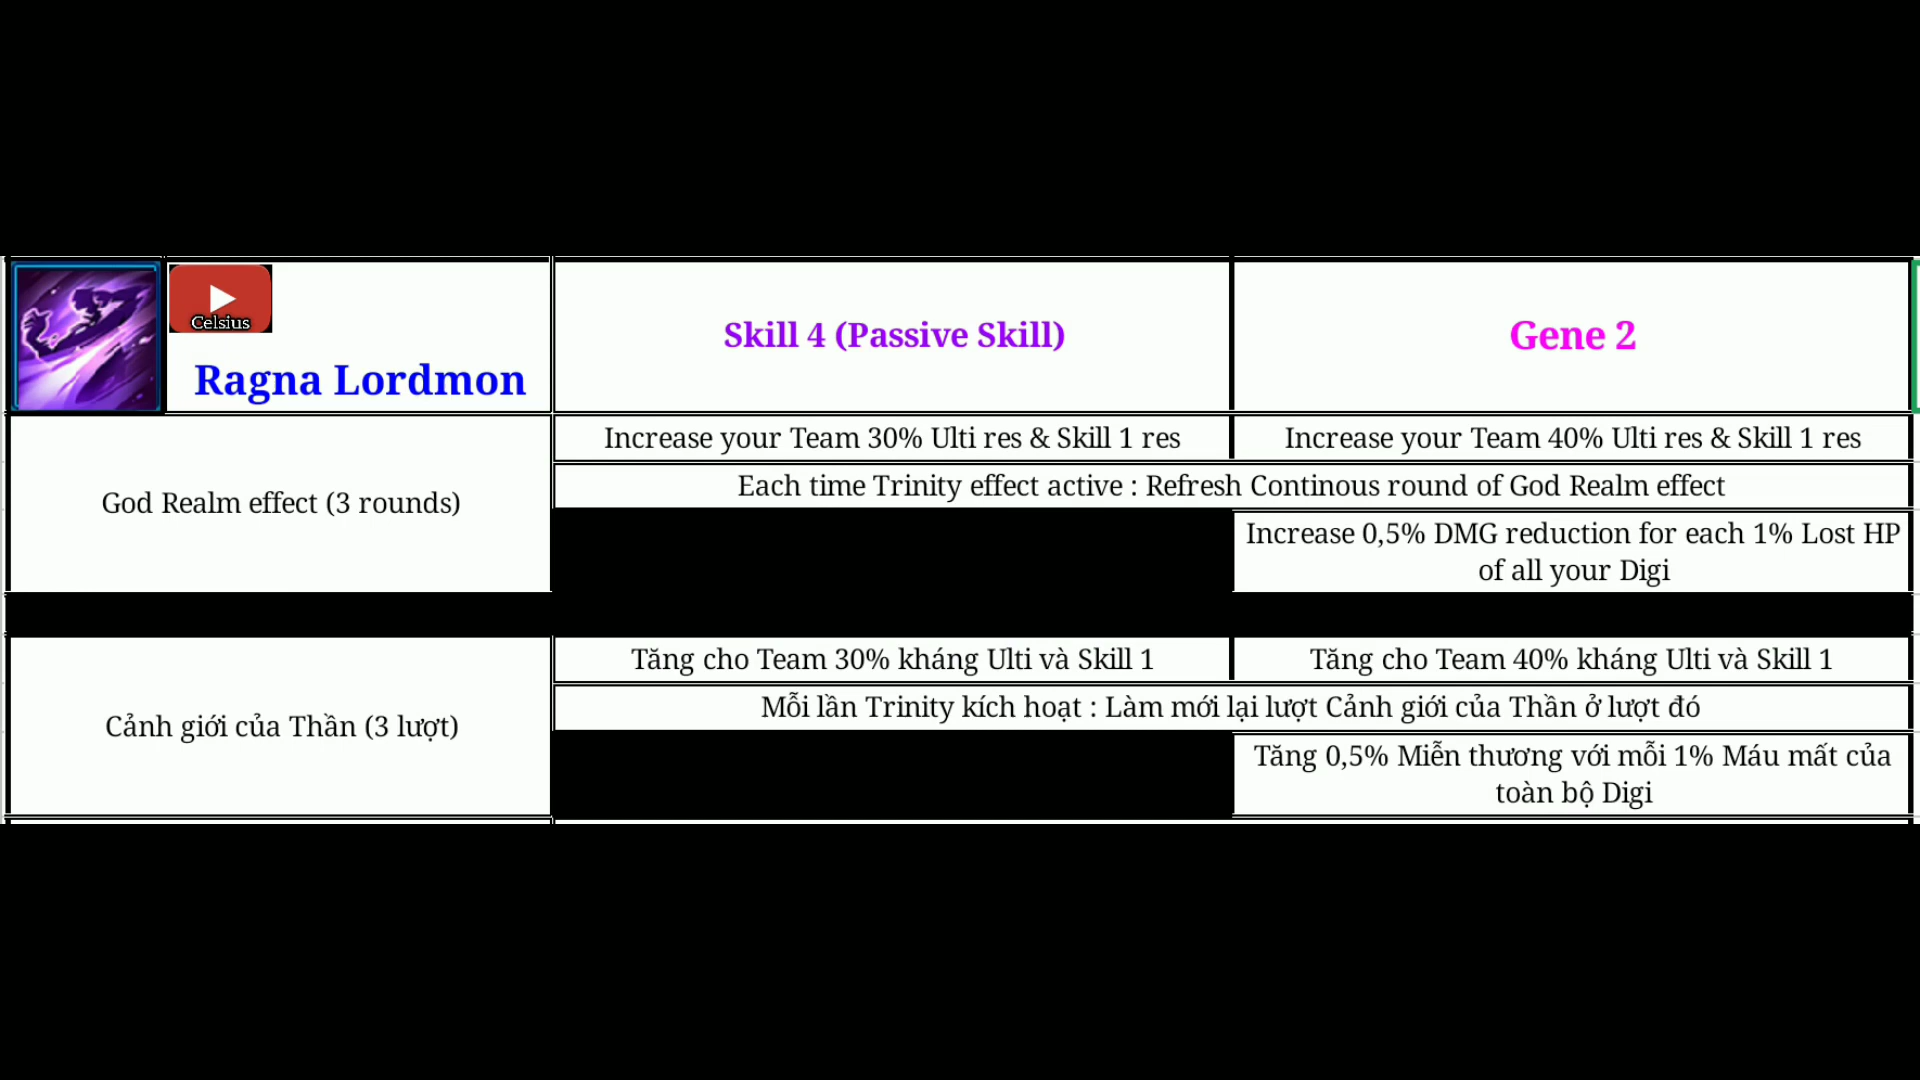 Celsius
Ragna Lordmon
Skill 4 (Passive Skill)
Gene 2
God Realm effect (3 rounds)
Increase your Team 30% Ulti res & Skill 1 res
Increase your Team 40% Ulti res & Skill 1 res
Each time Trinity effect active : Refresh Continous round of God Realm effect
Increase 0,5% DMG reduction for each 1% Lost HP
of all your Digi
Cảnh giới của Thần (3 lượt)
Tăng cho Team 30% kháng Ulti và Skill 1
Tăng cho Team 40% kháng Ulti và Skill 1
Mỗi lần Trinity kích hoạt : Làm mới lại lượt Cảnh giới của Thần ở lượt đó
Tăng 0,5% Miễn thương với mỗi 1% Máu mất của
toàn bộ Digi